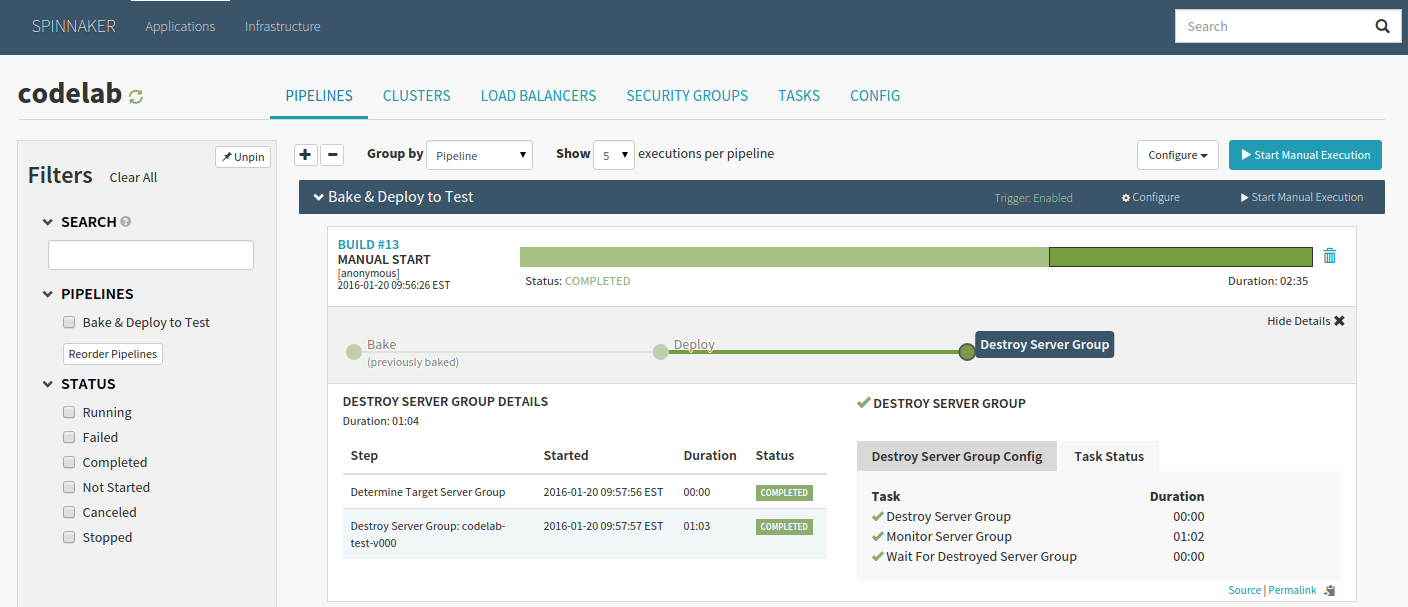 SPINNAKER Applications Infrastructure Search
codelab PIPELINES CLUSTERS LOAD BALANCERS SECURITY GROUPS TASKS CONFIG
Unpin
Filters Clear All
SEARCH
PIPELINES
Bake & Deploy to Test
Reorder Pipelines
STATUS
Running
Failed
Completed
Not Started
Canceled
Stopped
Group by Pipeline Show 5 executions per pipeline Configure Start Manual Execution
Bake & Deploy to Test Trigger: Enabled Configure Start Manual Execution
BUILD #13
MANUAL START
[anonymous]
2016-01-20 09:56:26 EST
Status: COMPLETED Duration: 02:35
Hide Details
Bake
(previously baked)
Deploy
Destroy Server Group
DESTROY SERVER GROUP DETAILS
Duration: 01:04
Step Started Duration Status
Determine Target Server Group 2016-01-20 09:57:56 EST 00:00 COMPLETED
Destroy Server Group: codelab- 2016-01-20 09:57:57 EST 01:03 COMPLETED
test-v000
DESTROY SERVER GROUP
Destroy Server Group Config Task Status
Task Duration
Destroy Server Group 00:00
Monitor Server Group 01:02
Wait For Destroyed Server Group 00:00
Source | Permalink